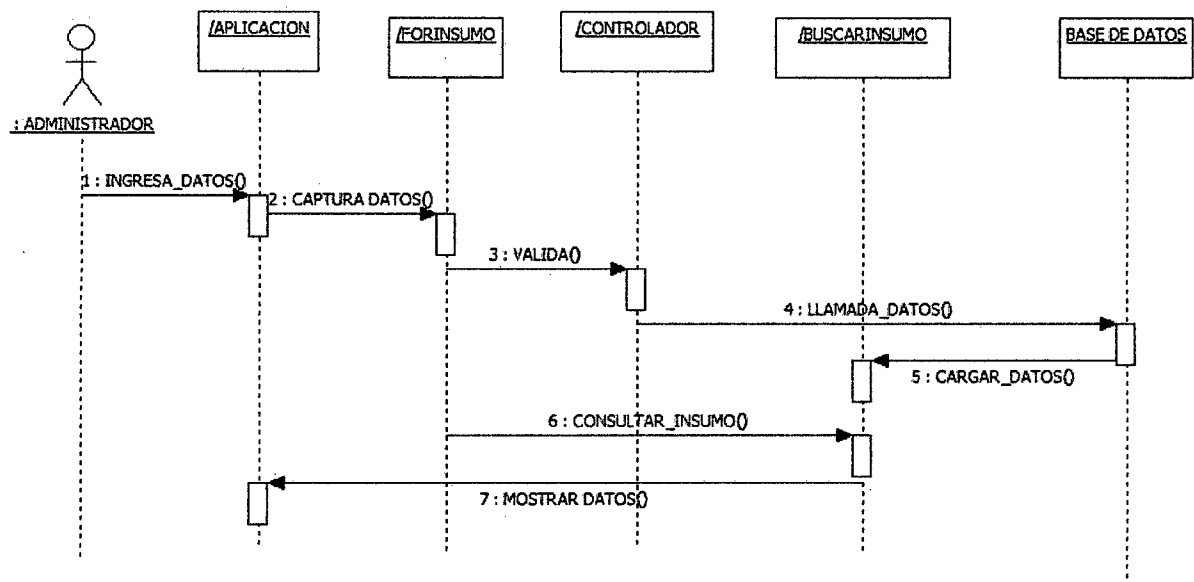 /APLICACION
/FORINSUMO
/CONTROLADOR
/BUSCARINSUMO
BASE DE DATOS
: ADMINISTRADOR
1 : INGRESA_DATOS()
2 : CAPTURA DATOS()
3 : VALIDA()
4 : LLAMADA_DATOS()
5 : CARGAR_DATOS()
6 : CONSULTAR_INSUMO()
7 : MOSTRAR DATOS()